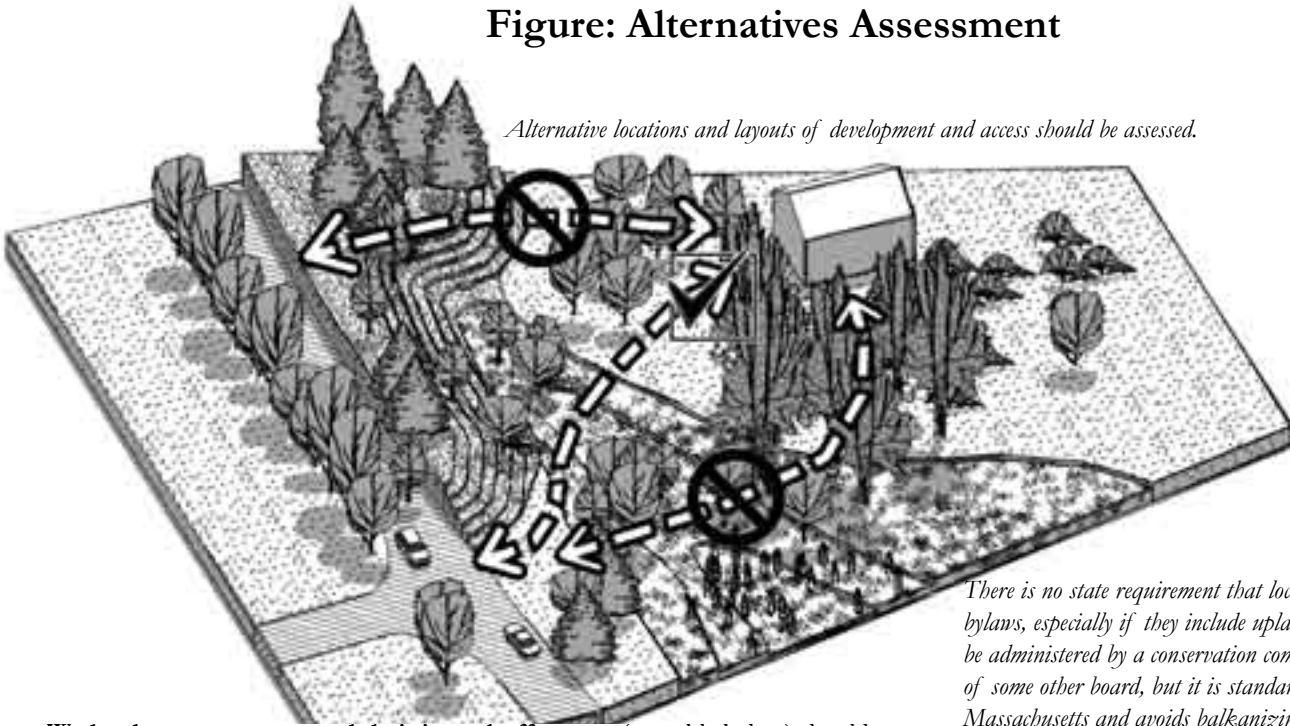 Figure: Alternatives Assessment
Alternative locations and layouts of development and access should be assessed.
There is no state requirement that loc
bylaws, especially if they include upla
be administered by a conservation com
of some other board, but it is standar
Massachusetts and avoids balkanizin